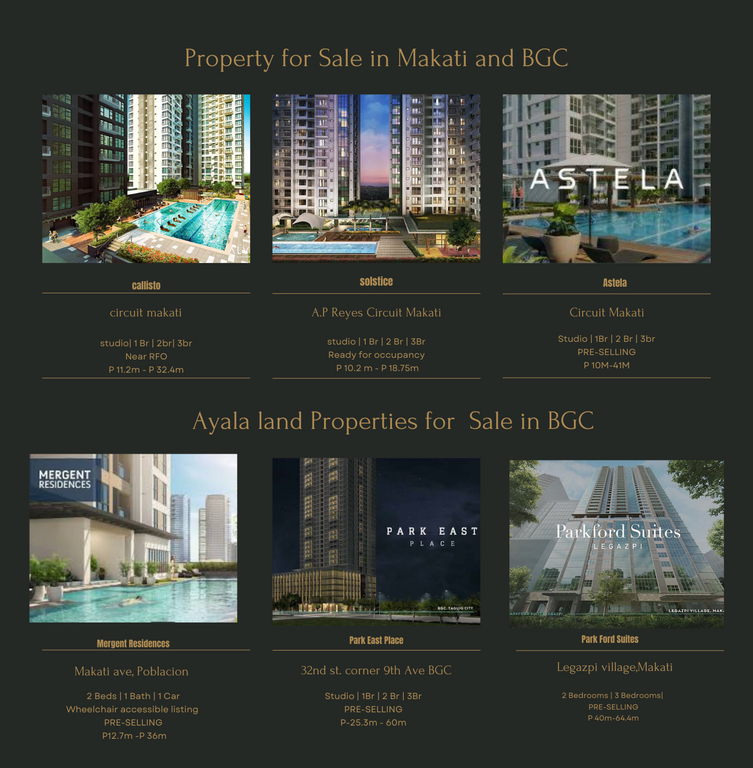 Property for Sale in Makati and BGC
ASTELA
callisto
solstice
Astela
circuit makati
A.P Reyes Circuit Makati
Circuit Makati
studio| 1 Br | 2br| 3br
Near RFO
P 11.2m - P 32.4m
studio | 1 Br | 2 Br | 3Br
Ready for occupancy
P 10.2 m - P 18.75m
Studio | 1Br | 2 Br | 3br
PRE-SELLING
P 10M-41M
Ayala land Properties for Sale in BGC
MERGENT
RESIDENCES
PARK EAST
PLACE
BGC, TAGUIG CITY
Parkford Suites
LEGAZPI
LEGAZPI VILLAGE, MAK
Mergent Residences
Park East Place
Park Ford Suites
Makati ave, Poblacion
32nd st. corner 9th Ave BGC
Legazpi village,Makati
2 Beds | 1 Bath | 1 Car
Wheelchair accessible listing
PRE-SELLING
P12.7m -P 36m
Studio | 1Br | 2 Br | 3Br
PRE-SELLING
P-25.3m - 60m
2 Bedrooms | 3 Bedrooms|
PRE-SELLING
P 40m-64.4m